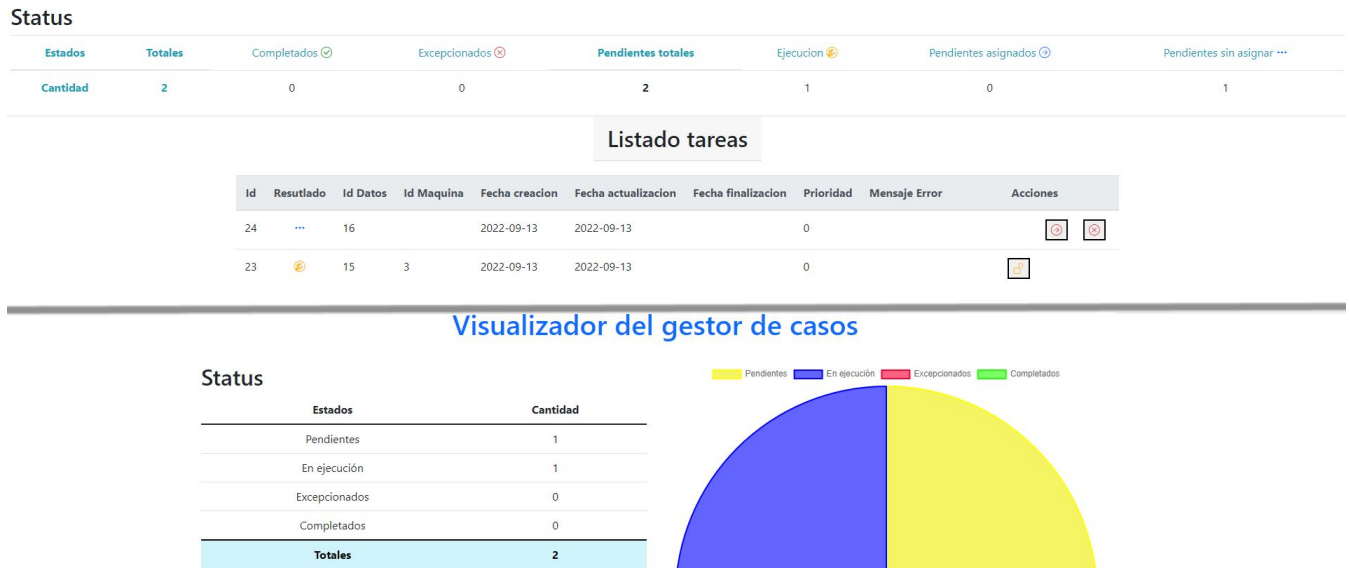 Status
Estados Totales Completados Excepcionados Pendientes totales Ejecucion Pendientes asignados Pendientes sin asignar
Cantidad 2 0 0 2 1 0 1
Listado tareas
Id Resutlado Id Datos Id Maquina Fecha creacion Fecha actualizacion Fecha finalizacion Prioridad Mensaje Error Acciones
24 16 2022-09-13 2022-09-13 0
23 15 3 2022-09-13 2022-09-13 0
Visualizador del gestor de casos
Status
Estados Cantidad
Pendientes 1
En ejecución 1
Excepcionados 0
Completados 0
Totales 2
Pendientes En ejecución Excepcionados Completados